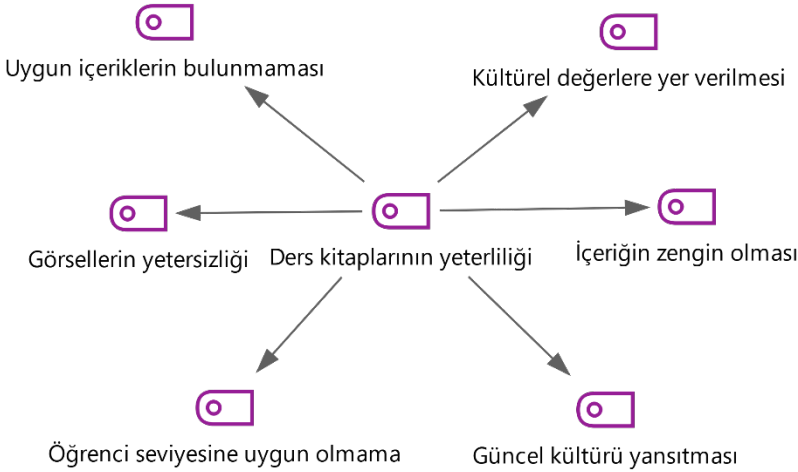 Uygun içeriklerin bulunmaması
Kültürel değerlere yer verilmesi
Görsellerin yetersizliği
Ders kitaplarının yeterliliği
İçeriğin zengin olması
Öğrenci seviyesine uygun olmama
Güncel kültürü yansıtması